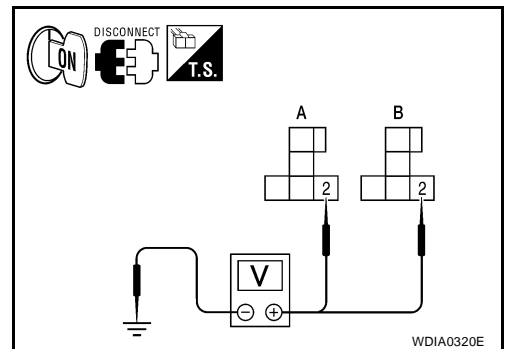 DISCONNECT
ON
T.S.
A B
2 2
V
− +
WDIA0320E